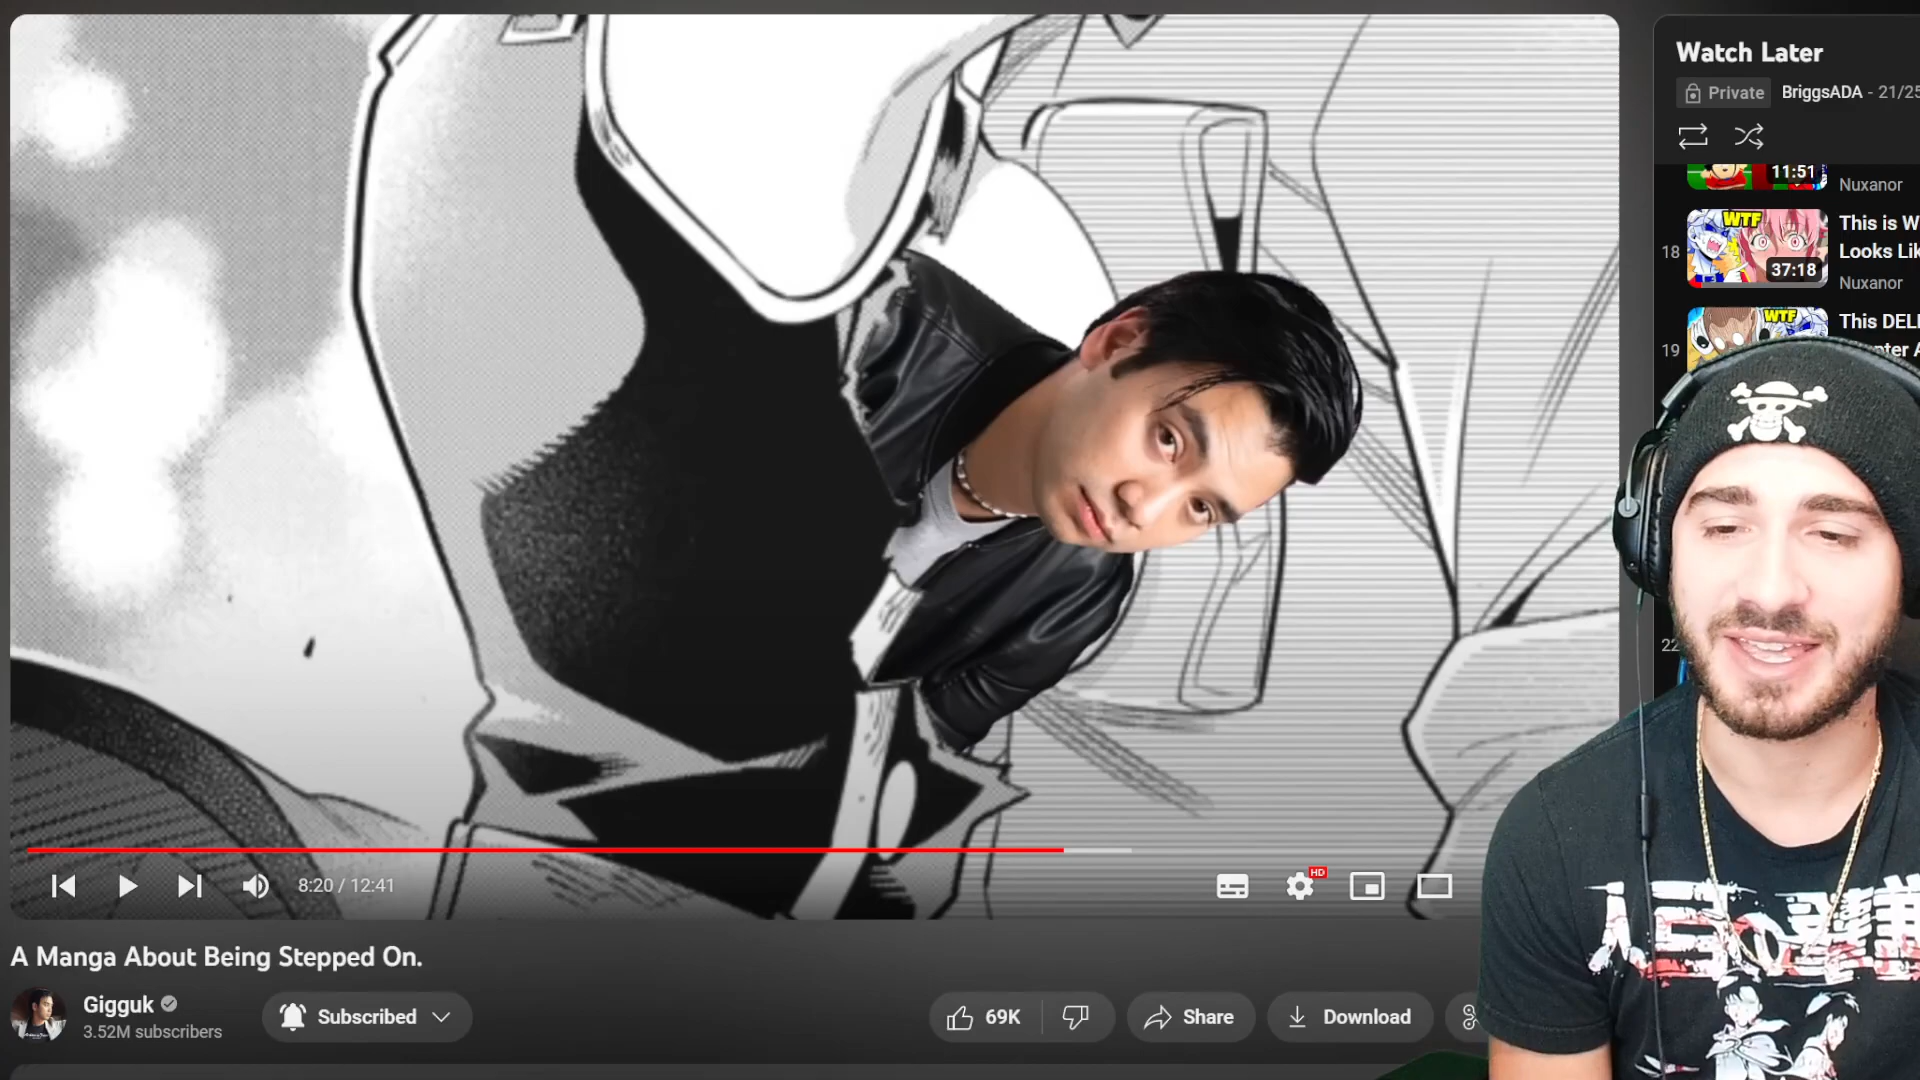 Watch Later
Private BriggsADA - 21/25
11:51
Nuxanor
18
WTF
37:18
This is W
Looks Lik
Nuxanor
19
WTF
This DEL
22
HD
8:20 / 12:41
A Manga About Being Stepped On.
Gigguk
3.52M subscribers
Subscribed
69K
Share
Download